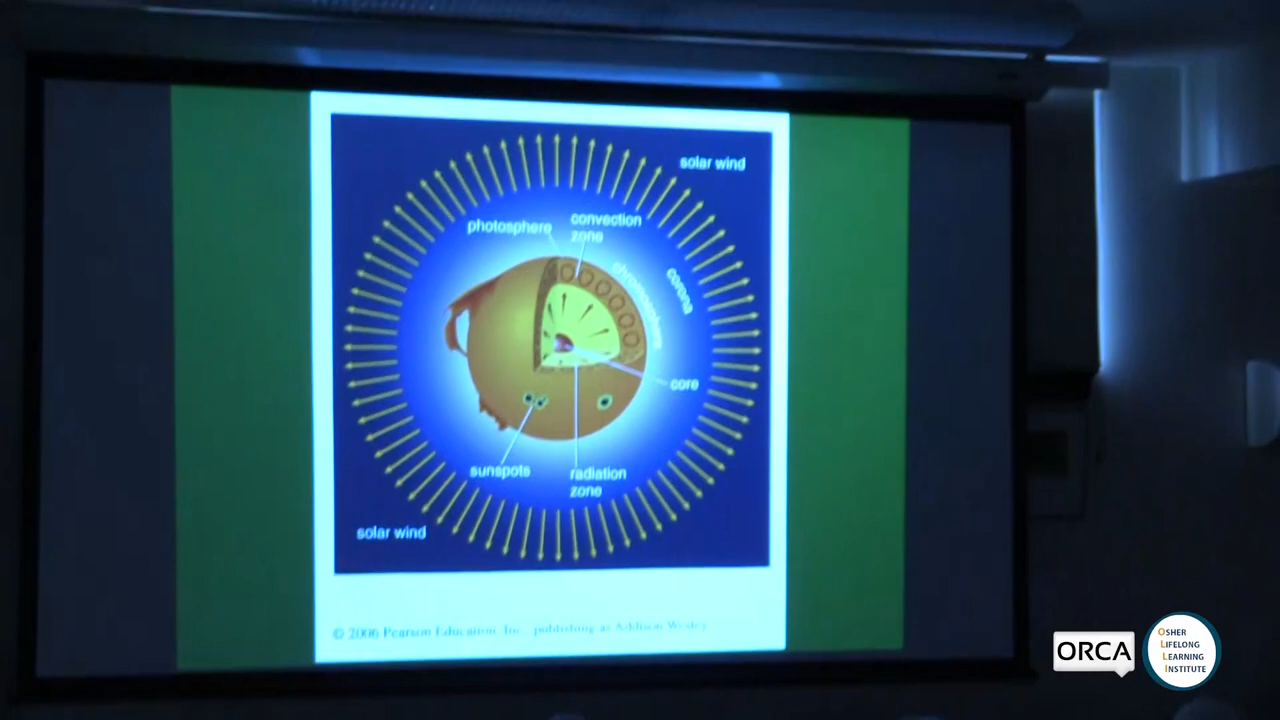 solar wind
photosphere
convection
zone
chromosphere
corona
core
sunspots
radiation
zone
solar wind
© 2006 Pearson Education, Inc., publishing as Addison Wesley
ORCA
OSHER
LIFELONG
LEARNING
INSTITUTE